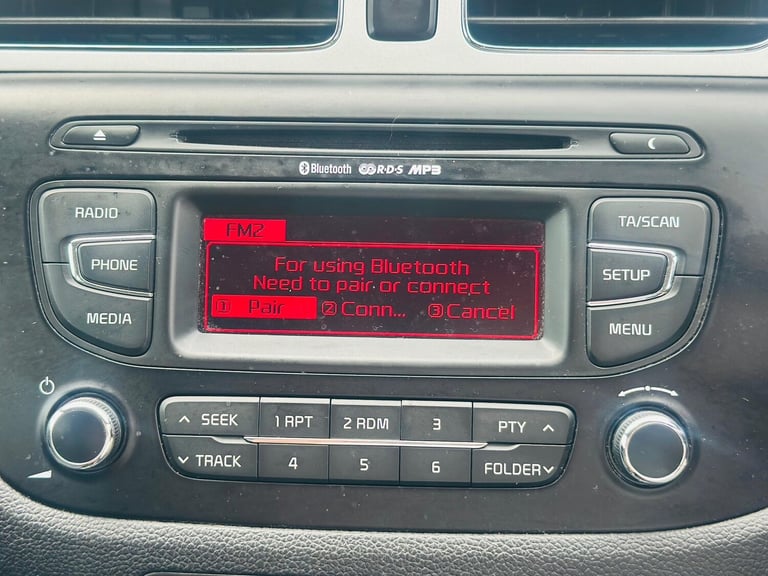 Bluetooth R·D·S MP3
RADIO
PHONE
MEDIA
FM2
For using Bluetooth
Need to pair or connect
1 Pair 2 Conn... 3 Cancel
TA/SCAN
SETUP
MENU
SEEK 1 RPT 2 RDM 3 PTY
TRACK 4 5 6 FOLDER